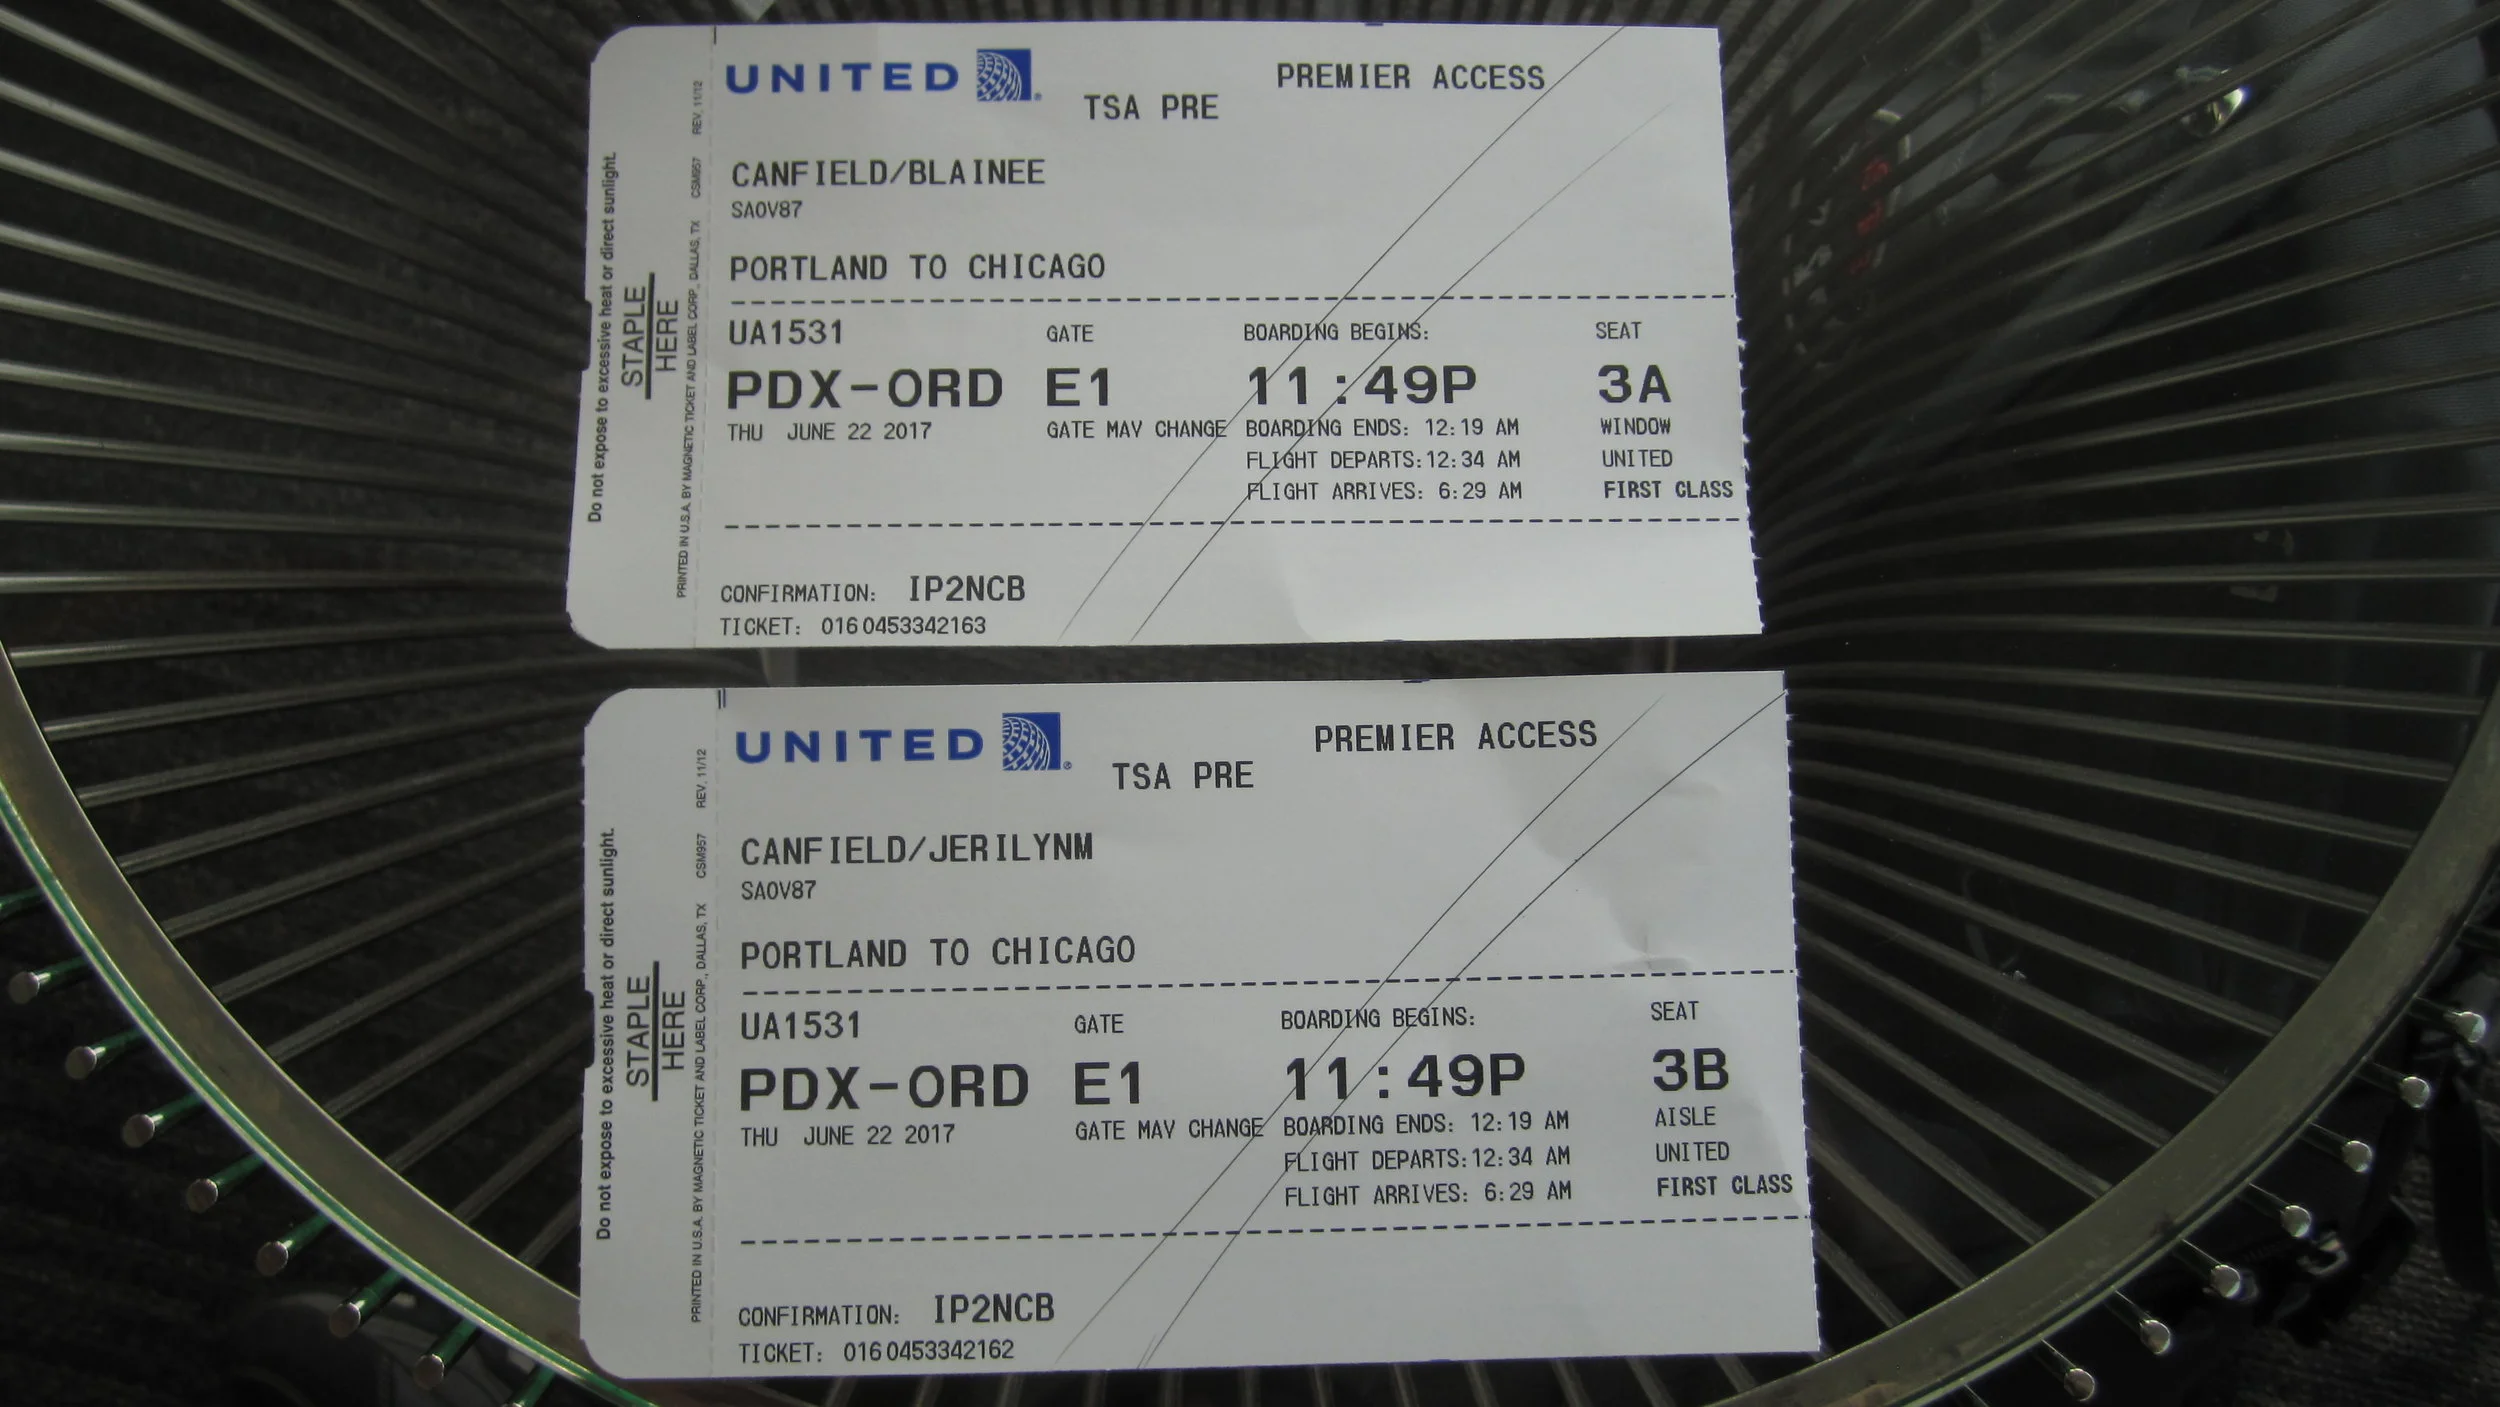 UNITED
PREMIER ACCESS
TSA PRE
CANFIELD/BLAINEE
SA0V87
PORTLAND TO CHICAGO
UA1531 GATE BOARDING BEGINS: SEAT
PDX-ORD E1 11:49P 3A
THU JUNE 22 2017 GATE MAY CHANGE BOARDING ENDS: 12:19 AM WINDOW
FLIGHT DEPARTS:12:34 AM UNITED
FLIGHT ARRIVES: 6:29 AM FIRST CLASS
CONFIRMATION: IP2NCB
TICKET: 016 0453342163
Do not expose to excessive heat or direct sunlight.
STAPLE
HERE
PRINTED IN U.S.A. BY MAGNETIC TICKET AND LABEL CORP., DALLAS, TX CSM957 REV. 11/12
UNITED
PREMIER ACCESS
TSA PRE
CANFIELD/JERILYNM
SA0V87
PORTLAND TO CHICAGO
UA1531 GATE BOARDING BEGINS: SEAT
PDX-ORD E1 11:49P 3B
THU JUNE 22 2017 GATE MAY CHANGE BOARDING ENDS: 12:19 AM AISLE
FLIGHT DEPARTS:12:34 AM UNITED
FLIGHT ARRIVES: 6:29 AM FIRST CLASS
CONFIRMATION: IP2NCB
TICKET: 016 0453342162
Do not expose to excessive heat or direct sunlight.
STAPLE
HERE
PRINTED IN U.S.A. BY MAGNETIC TICKET AND LABEL CORP., DALLAS, TX CSM957 REV. 11/12